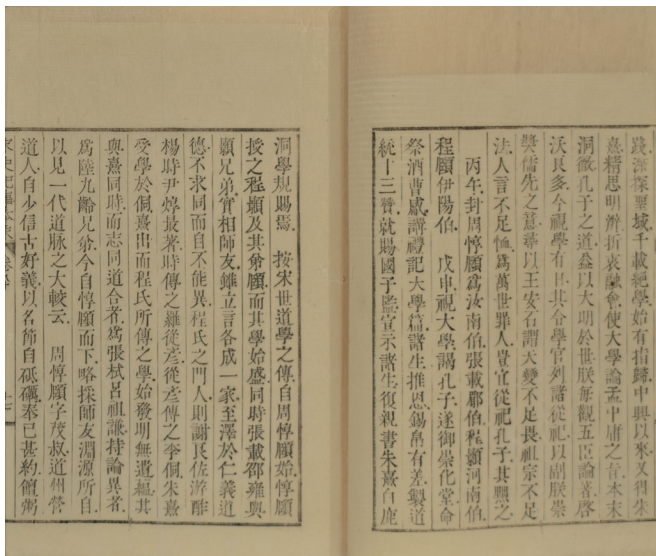 踐深探聖域千載絕學始有指歸中興以來又得朱
熹精思明辨折衷融會使大學論孟中庸之旨本末
洞徹孔子之道益以大明於世朕每觀五臣論著啓
沃良多今視學有日其令學官列諸從祀以副朕崇
獎儒先之意尋以王安石謂天變不足畏祖宗不足
法人言不足恤爲萬世罪人豈宜從祀孔子其黜之
丙午封周惇頤爲汝南伯張載郿伯程顥河南伯
程頤伊陽伯 戊申視大學謁孔子遂御崇化堂命
祭酒曹觱講禮記大學篇諸生推恩錫帛有差製道
統十三贊就賜國子監宣示諸生復親書朱熹白鹿
洞學規賜焉 按宋世道學之傳自周惇頤始惇頤
授之程顥及其弟頤而其學始盛同時張載邵雍與
顥兄弟實相師友雖立言各成一家至澤於仁義道
德不求同而自不能異程氏之門人則謝良佐游酢
楊時尹焞最著時傳之羅從彥從彥傳之李侗朱熹
受學於侗熹出而程氏所傳之學始發明無遺蘊其
與熹同時而志同道合者爲張栻呂祖謙持論異者
爲陸九齡兄弟今自惇頤而下略採師友淵源所自
以見一代道脉之大較云 周惇頤字茂叔道州營
道人自少信古好義以名節自砥礪奉己甚約俯粥